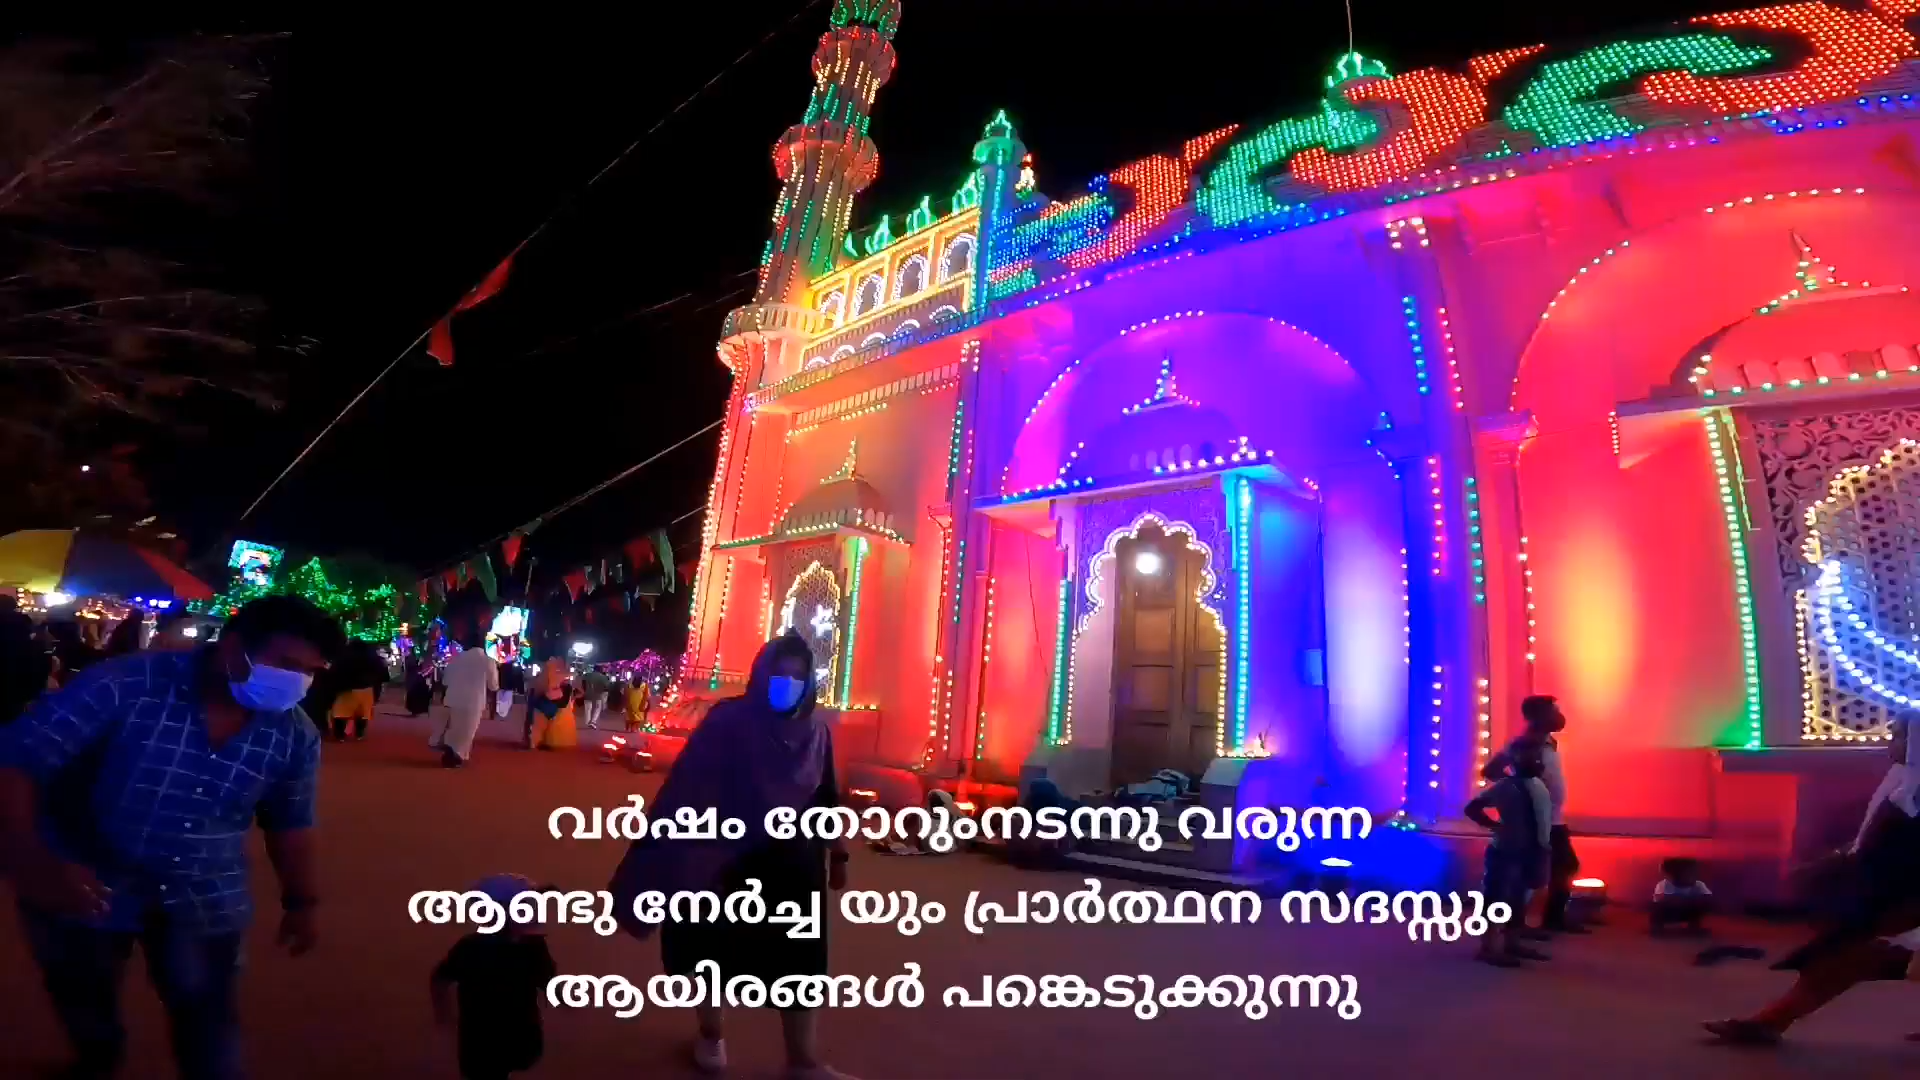 വർഷം തോറുംനടന്നു വരുന്ന
ആണ്ടു നേർച്ച യും പ്രാർത്ഥന സദസ്സും
ആയിരങ്ങൾ പങ്കെടുക്കുന്നു